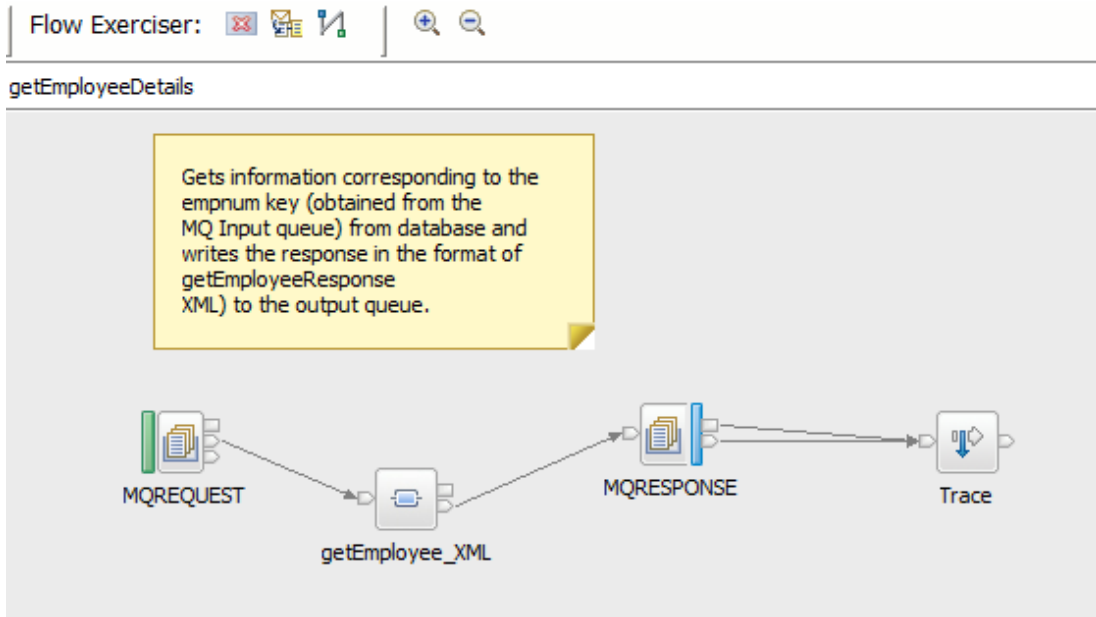 Flow Exerciser:
getEmployeeDetails
Gets information corresponding to the
empnum key (obtained from the
MQ Input queue) from database and
writes the response in the format of
getEmployeeResponse
XML) to the output queue.
MQREQUEST
getEmployee_XML
MQRESPONSE
Trace